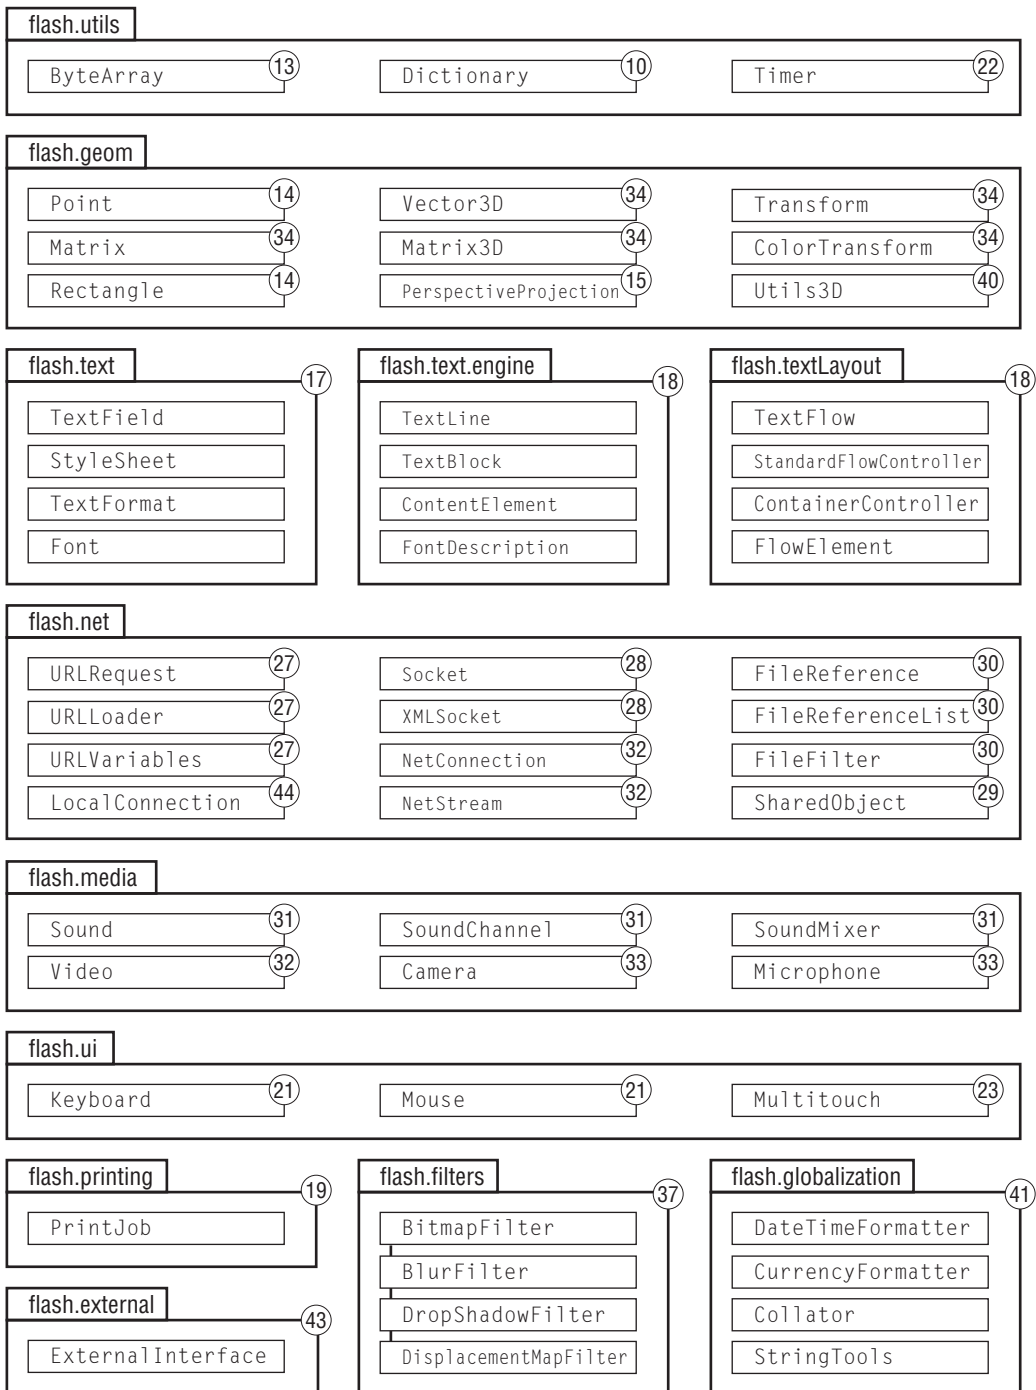 flash.utils
ByteArray 13
Dictionary 10
Timer 22
flash.geom
Point 14
Vector3D 34
Transform 34
Matrix 34
Matrix3D 34
ColorTransform 34
Rectangle 14
PerspectiveProjection 15
Utils3D 40
flash.text 17
TextField
StyleSheet
TextFormat
Font
flash.text.engine 18
TextLine
TextBlock
ContentElement
FontDescription
flash.textLayout 18
TextFlow
StandardFlowController
ContainerController
FlowElement
flash.net
URLRequest 27
Socket 28
FileReference 30
URLLoader 27
XMLSocket 28
FileReferenceList 30
URLVariables 27
NetConnection 32
FileFilter 30
LocalConnection 44
NetStream 32
SharedObject 29
flash.media
Sound 31
SoundChannel 31
SoundMixer 31
Video 32
Camera 33
Microphone 33
flash.ui
Keyboard 21
Mouse 21
Multitouch 23
flash.printing 19
PrintJob
flash.external 43
ExternalInterface
flash.filters 37
BitmapFilter
BlurFilter
DropShadowFilter
DisplacementMapFilter
flash.globalization 41
DateTimeFormatter
CurrencyFormatter
Collator
StringTools